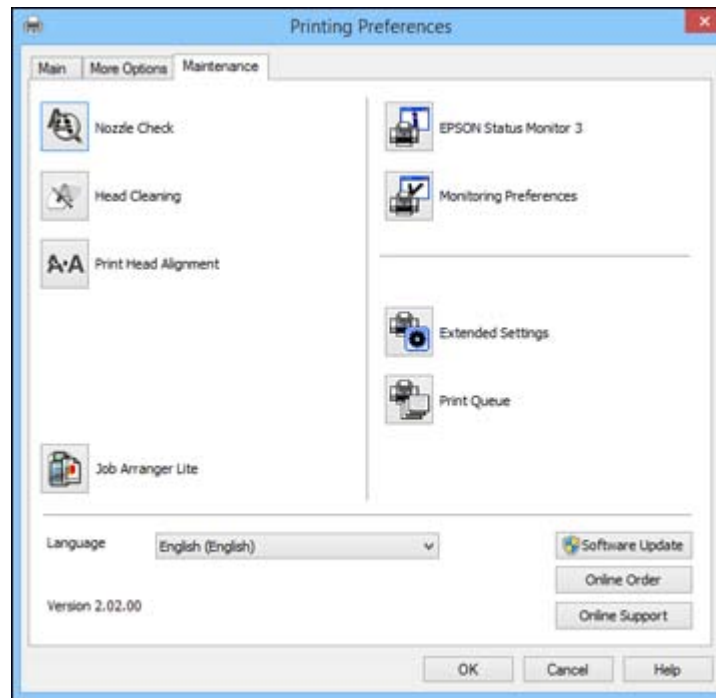 Printing Preferences
Main
More Options
Maintenance
Nozzle Check
EPSON Status Monitor 3
Head Cleaning
Monitoring Preferences
A·A Print Head Alignment
Extended Settings
Print Queue
Job Arranger Lite
Language
English (English)
Software Update
Online Order
Version 2.02.00
Online Support
OK
Cancel
Help